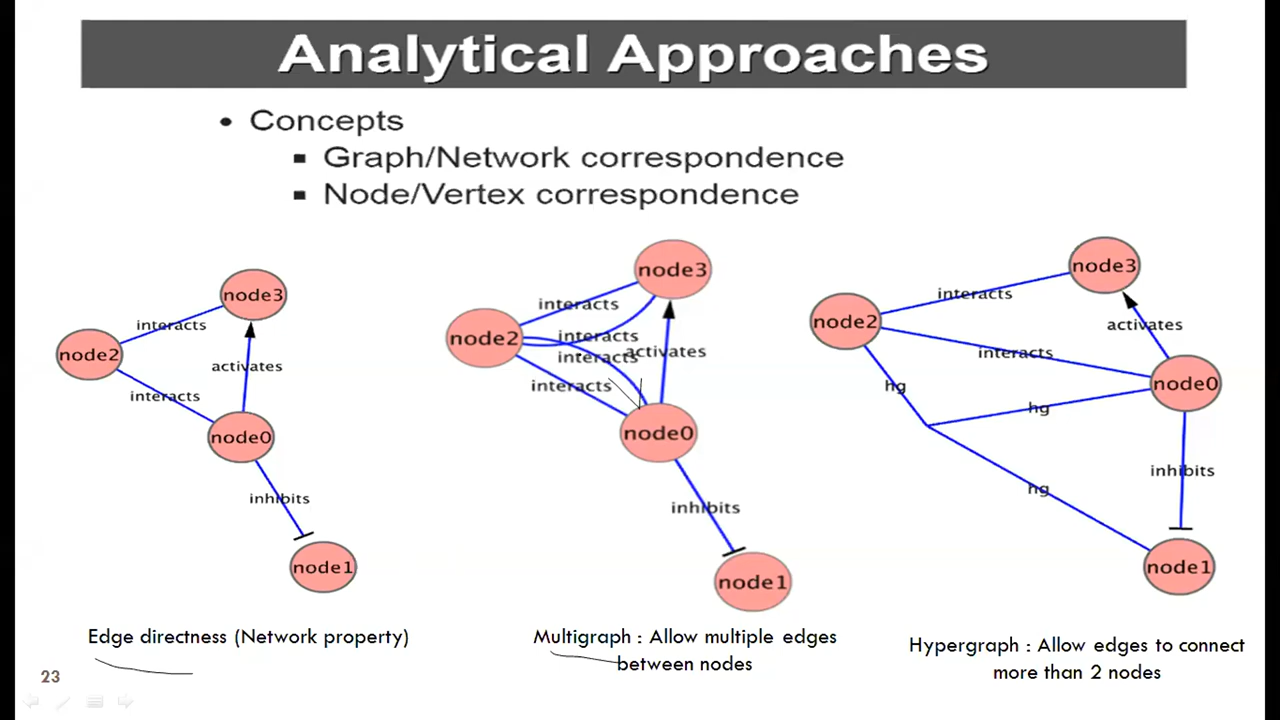 Analytical Approaches
• Concepts
▪ Graph/Network correspondence
▪ Node/Vertex correspondence
node3
interacts
node2
activates
interacts
node0
inhibits
node1
Edge directness (Network property)
node3
interacts
node2
interacts
interacts
activates
interacts
node0
inhibits
node1
Multigraph : Allow multiple edges
between nodes
node3
interacts
node2
activates
interacts
node0
hg
hg
inhibits
hg
node1
Hypergraph : Allow edges to connect
more than 2 nodes
23